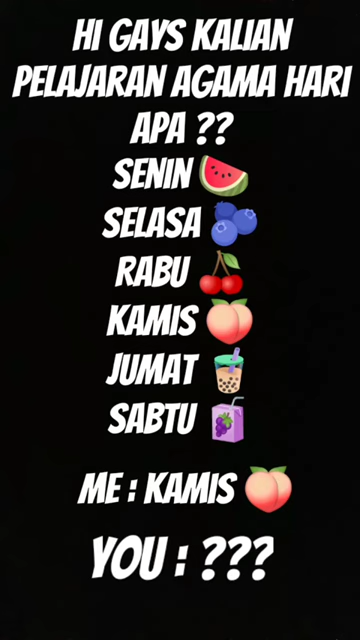 HI GAYS KALIAN
PELAJARAN AGAMA HARI
APA ??
SENIN 🍉
SELASA 🫐
RABU 🍒
KAMIS 🍑
JUMAT 🧋
SABTU 🧃
ME : KAMIS 🍑
YOU : ???